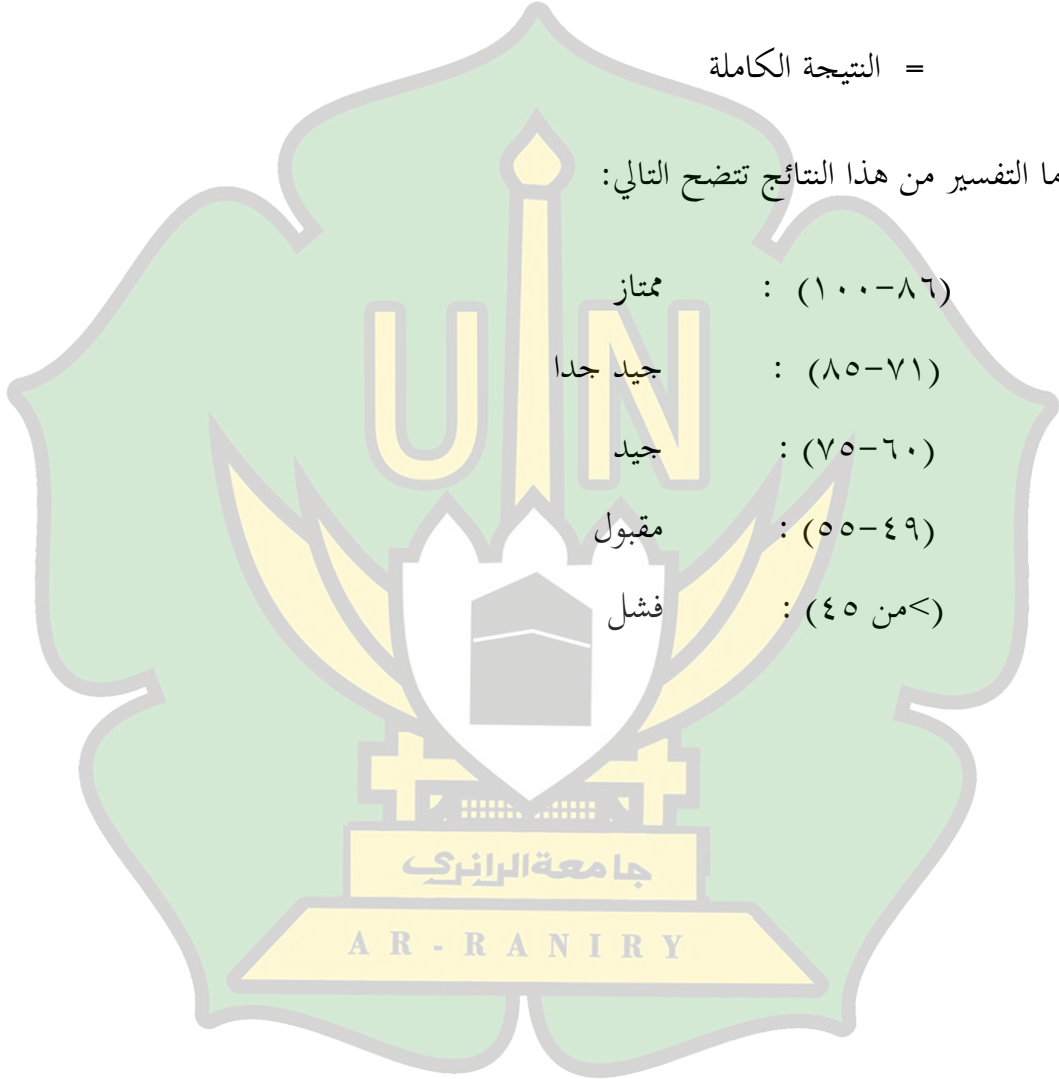 = النتيجة الكاملة
ما التفسير من هذا النتائج تتضح التالي:
(٨٦-١٠٠) : ممتاز
(٧١-٨٥) : جيد جدا
(٦٠-٧٥) : جيد
(٤٩-٥٥) : مقبول
(>من ٤٥) : فشل
UIN
جامعة الرانري
AR-RANIRY